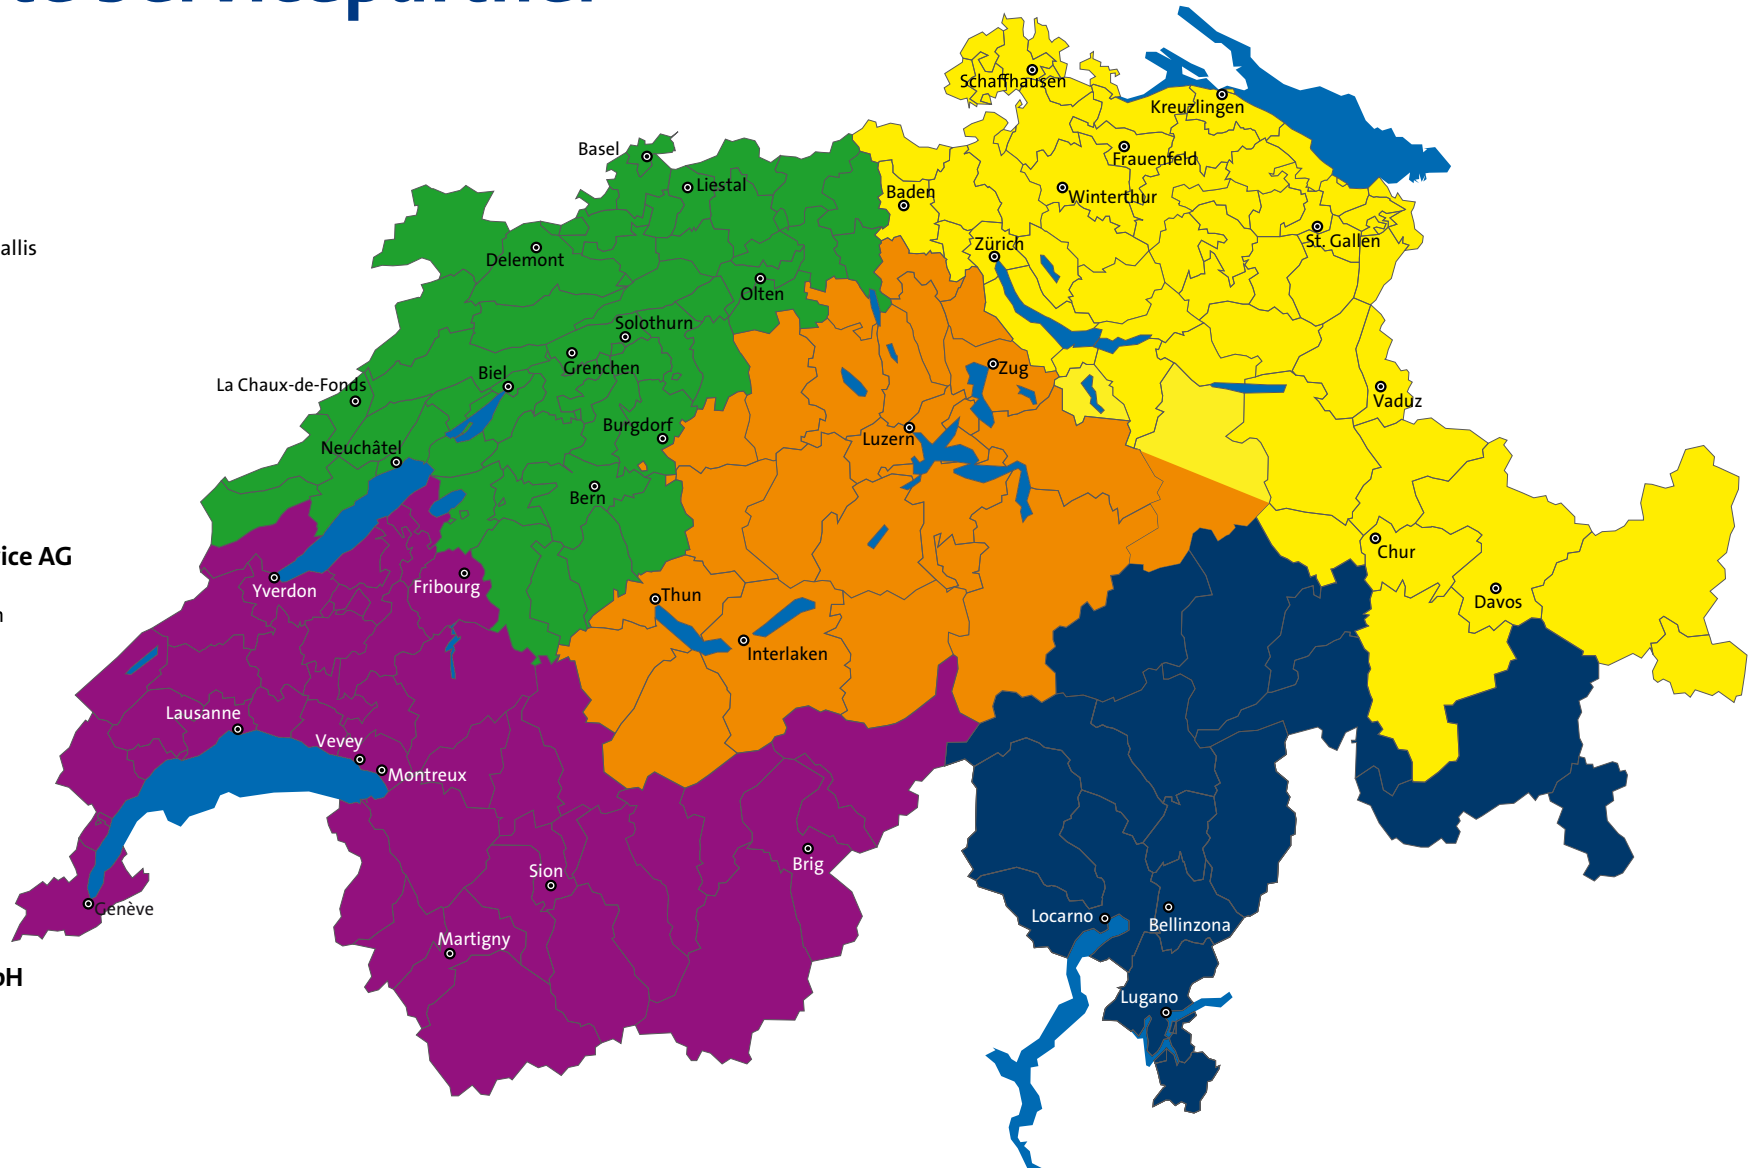 Servicepartner
allis
ice AG
n
bH
Schaffhausen
Kreuzlingen
Basel
Frauenfeld
Liestal
Baden
Winterthur
Zürich
St. Gallen
Delemont
Olten
Solothurn
Grenchen
Biel
Zug
La Chaux-de-Fonds
Vaduz
Burgdorf
Luzern
Neuchâtel
Bern
Chur
Yverdon
Fribourg
Thun
Davos
Interlaken
Lausanne
Vevey
Montreux
Brig
Sion
Genève
Locarno
Bellinzona
Martigny
Lugano